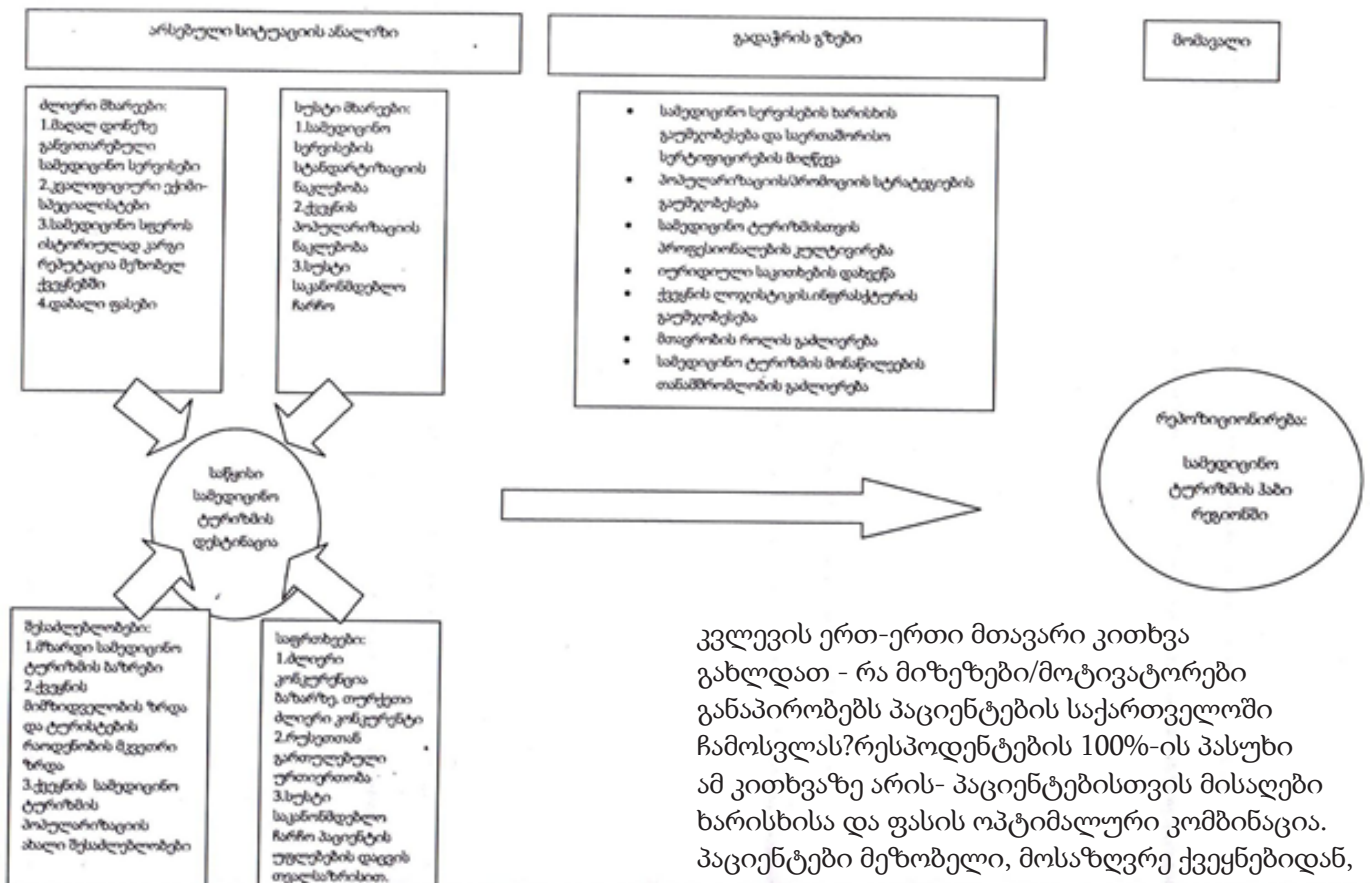 არსებული სიტუაციის ანალიზი
გადაჭრის გზები
მომავალი
ძლიერი მხარეები:
1.მაღალ დონეზე
განვითარებული
სამედიცინო სერვისები
2.კვალიფიციური ექიმი-
სპეციალისტები
3.სამედიცინო სფეროს
ისტორიულად კარგი
რეპუტაცია მეზობელ
ქვეყნებში
4.დაბალი ფასები
სუსტი მხარეები:
1.სამედიცინო
სერვისების
სტანდარტიზაციის
ნაკლებობა
2.ქვეყნის
პოპულარიზაციის
ნაკლებობა
3.სუსტი
საკანონმდებლო
ჩარჩო
• სამედიცინო სერვისების ხარისხის
გაუმჯობესება და საერთაშორისო
სერტიფიცირების მიღწევა
• პოპულარიზაციის/პრომოციის სტრატეგიების
გაუმჯობესება
• სამედიცინო ტურიზმისთვის
პროფესიონალების კულტივირება
• იურიდიული საკითხების დახვეწა
• ქვეყნის ლოჯისტიკის.ინფრასქტურის
გაუმჯობესება
• მთავრობის როლის გაძლიერება
• სამედიცინო ტურიზმის მონაწილეების
თანამშრომლობის გაძლიერება
საწყისი
სამედიცინო
ტურიზმის
დესტინაცია
რეპოზიციონირება:
სამედიცინო
ტურიზმის ჰაბი
რეგიონში
შესაძლებლობები:
1.მზარდი სამედიცინო
ტურიზმის ბაზრები
2.ქვეყნის
მიმზიდველობის ზრდა
და ტურისტების
რაოდენობის მკვეთრი
ზრდა
3.ქვეყნის სამედიცინო
ტურიზმის
პოპულარიზაციის
ახალი შესაძლებლობები
საფრთხეები:
1.ძლიერი
კონკურენცია
ბაზარზე, თურქეთი
ძლიერი კონკურენტი
2.რუსეთთან
გართულებული
ურთიერთობა
3.სუსტი
საკანონმდებლო
ჩარჩო პაციენტის
უფლებების დაცვის
თვალსაზრისით.
კვლევის ერთ-ერთი მთავარი კითხვა
გახლდათ - რა მიზეზები/მოტივატორები
განაპირობებს პაციენტების საქართველოში
ჩამოსვლას?რესპოდენტების 100%-ის პასუხი
ამ კითხვაზე არის- პაციენტებისთვის მისაღები
ხარისხისა და ფასის ოპტიმალური კომბინაცია.
პაციენტები მეზობელი, მოსაზღვრე ქვეყნებიდან,